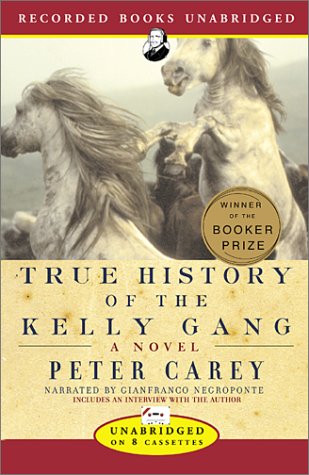 RECORDED BOOKS UNABRIDGED
WINNER
OF THE
BOOKER
PRIZE
TRUE HISTORY
OF THE
KELLY GANG
A NOVEL
PETER CAREY
NARRATED BY GIANFRANCO NEGROPONTE
INCLUDES AN INTERVIEW WITH THE AUTHOR
UNABRIDGED
ON 8 CASSETTES